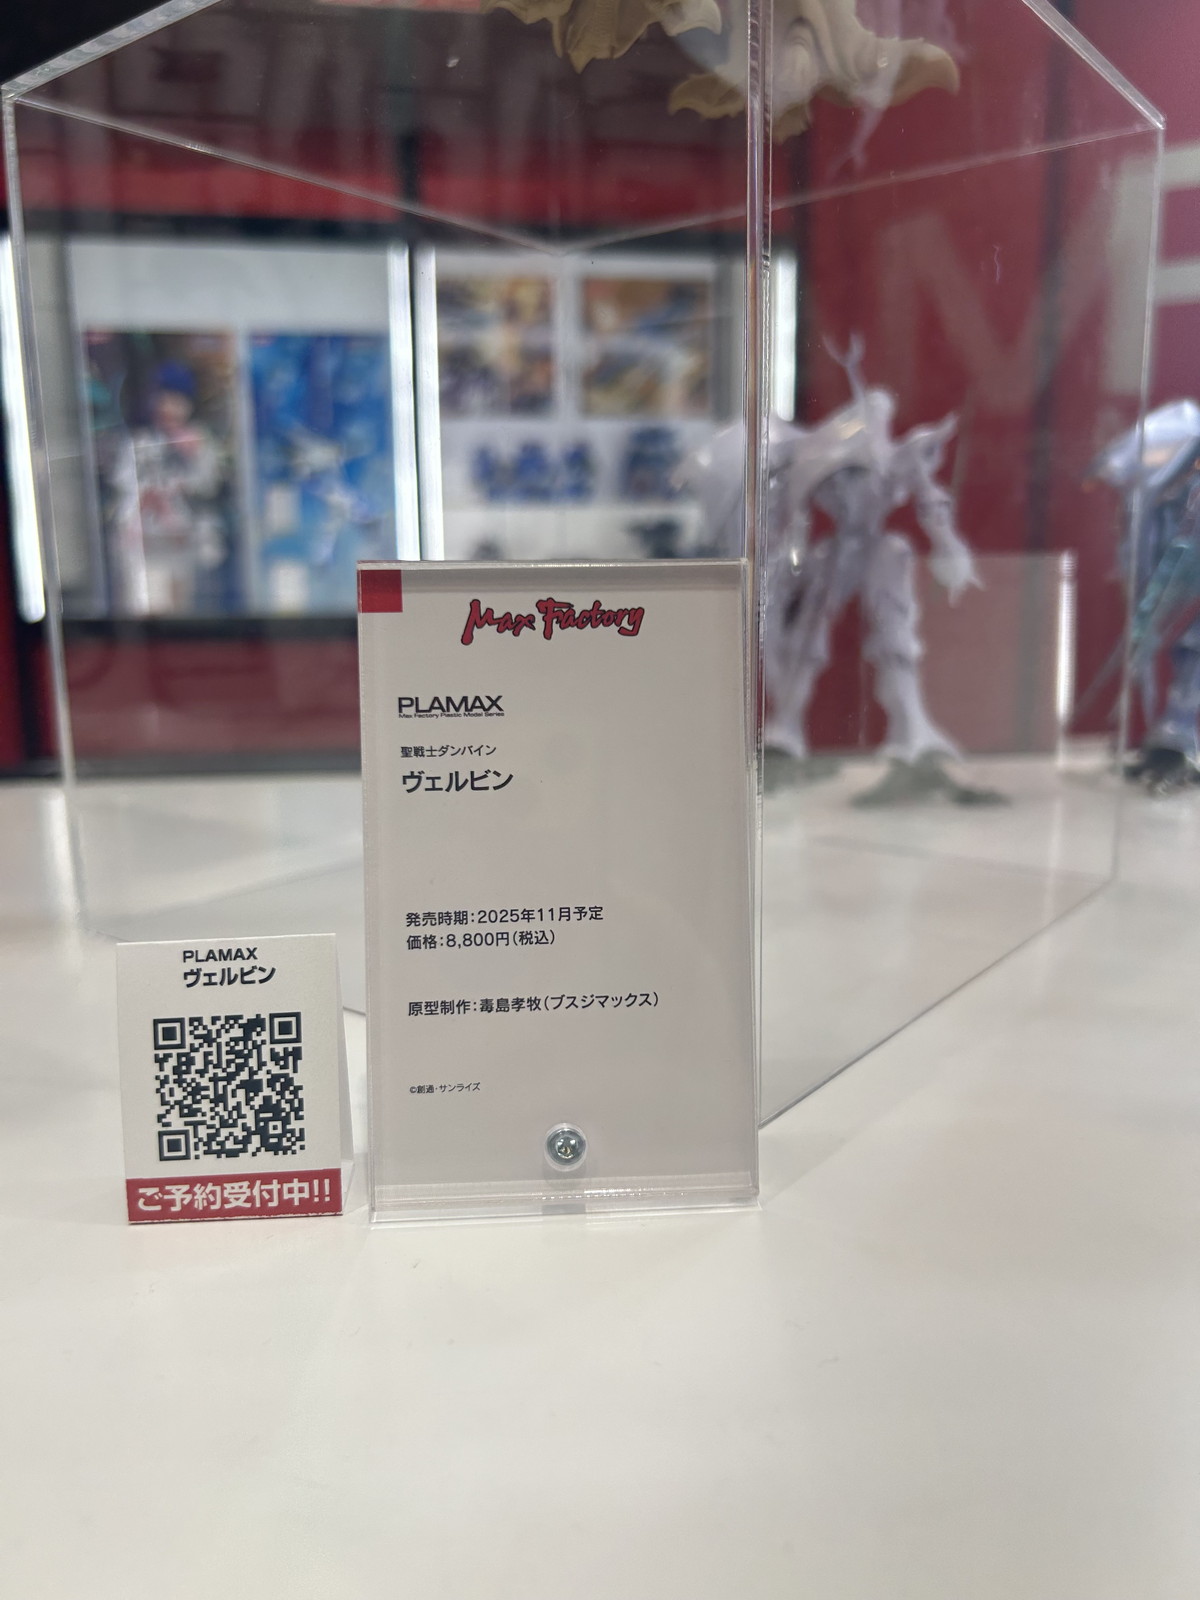 Max Factory
PLAMAX
Max Factory Plastic Model Series
聖戦士ダンバイン
ヴェルビン
発売時期：2025年11月予定
価格：8,800円（税込）
原型制作：毒島孝牧（ブスジマックス）
©創通・サンライズ
PLAMAX
ヴェルビン
ご予約受付中!!
M